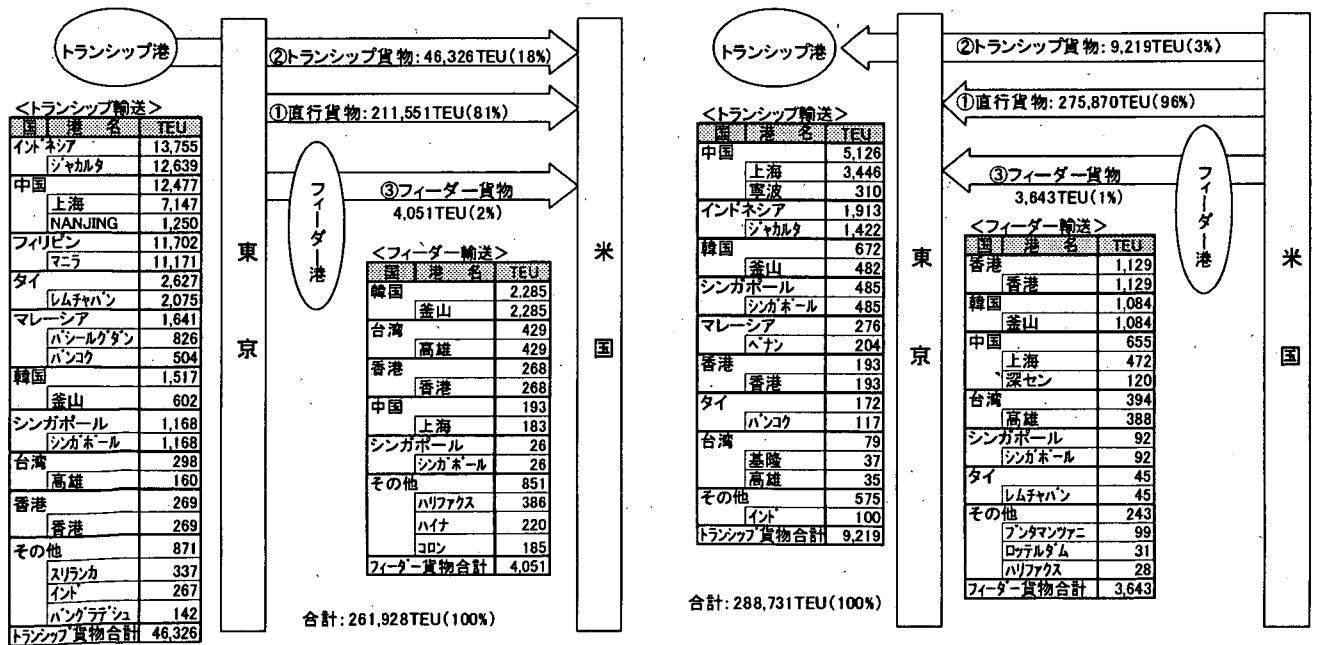 トランシップ港
②トランシップ貨物:46,326TEU(18%)
①直行貨物:211,551TEU(81%)
<トランシップ輸送>
国 港名 TEU
インドネシア 13,755
ジャカルタ 12,639
中国 12,477
上海 7,147
NANJING 1,250
フィリピン 11,702
マニラ 11,171
タイ 2,627
レムチャバン 2,075
マレーシア 1,641
パシールグダン 826
バンコク 504
韓国 1,517
釜山 602
シンガポール 1,168
シンガポール 1,168
台湾 298
高雄 160
香港 269
香港 269
その他 871
スリランカ 337
インド 267
バングラデシュ 142
トランシップ貨物合計 46,326
東京
フィーダー港
③フィーダー貨物
4,051TEU(2%)
<フィーダー輸送>
国 港名 TEU
韓国 2,285
釜山 2,285
台湾 429
高雄 429
香港 268
香港 268
中国 193
上海 183
シンガポール 26
シンガポール 26
その他 851
ハリファクス 386
ハイナ 220
コロン 185
フィーダー貨物合計 4,051
合計:261,928TEU(100%)
米国
トランシップ港
②トランシップ貨物:9,219TEU(3%)
①直行貨物:275,870TEU(96%)
<トランシップ輸送>
国 港名 TEU
中国 5,126
上海 3,446
寧波 310
インドネシア 1,913
ジャカルタ 1,422
韓国 672
釜山 482
シンガポール 485
シンガポール 485
マレーシア 276
ペナン 204
香港 193
香港 193
タイ 172
バンコク 117
台湾 79
基隆 37
高雄 35
その他 575
インド 100
トランシップ貨物合計 9,219
合計:288,731TEU(100%)
東京
③フィーダー貨物
3,643TEU(1%)
フィーダー港
<フィーダー輸送>
国 港名 TEU
香港 1,129
香港 1,129
韓国 1,084
釜山 1,084
中国 655
上海 472
深セン 120
台湾 394
高雄 388
シンガポール 92
シンガポール 92
タイ 45
レムチャバン 45
その他 243
プンタマンツァニ 99
ロッテルダム 31
ハリファクス 28
フィーダー貨物合計 3,643
米国